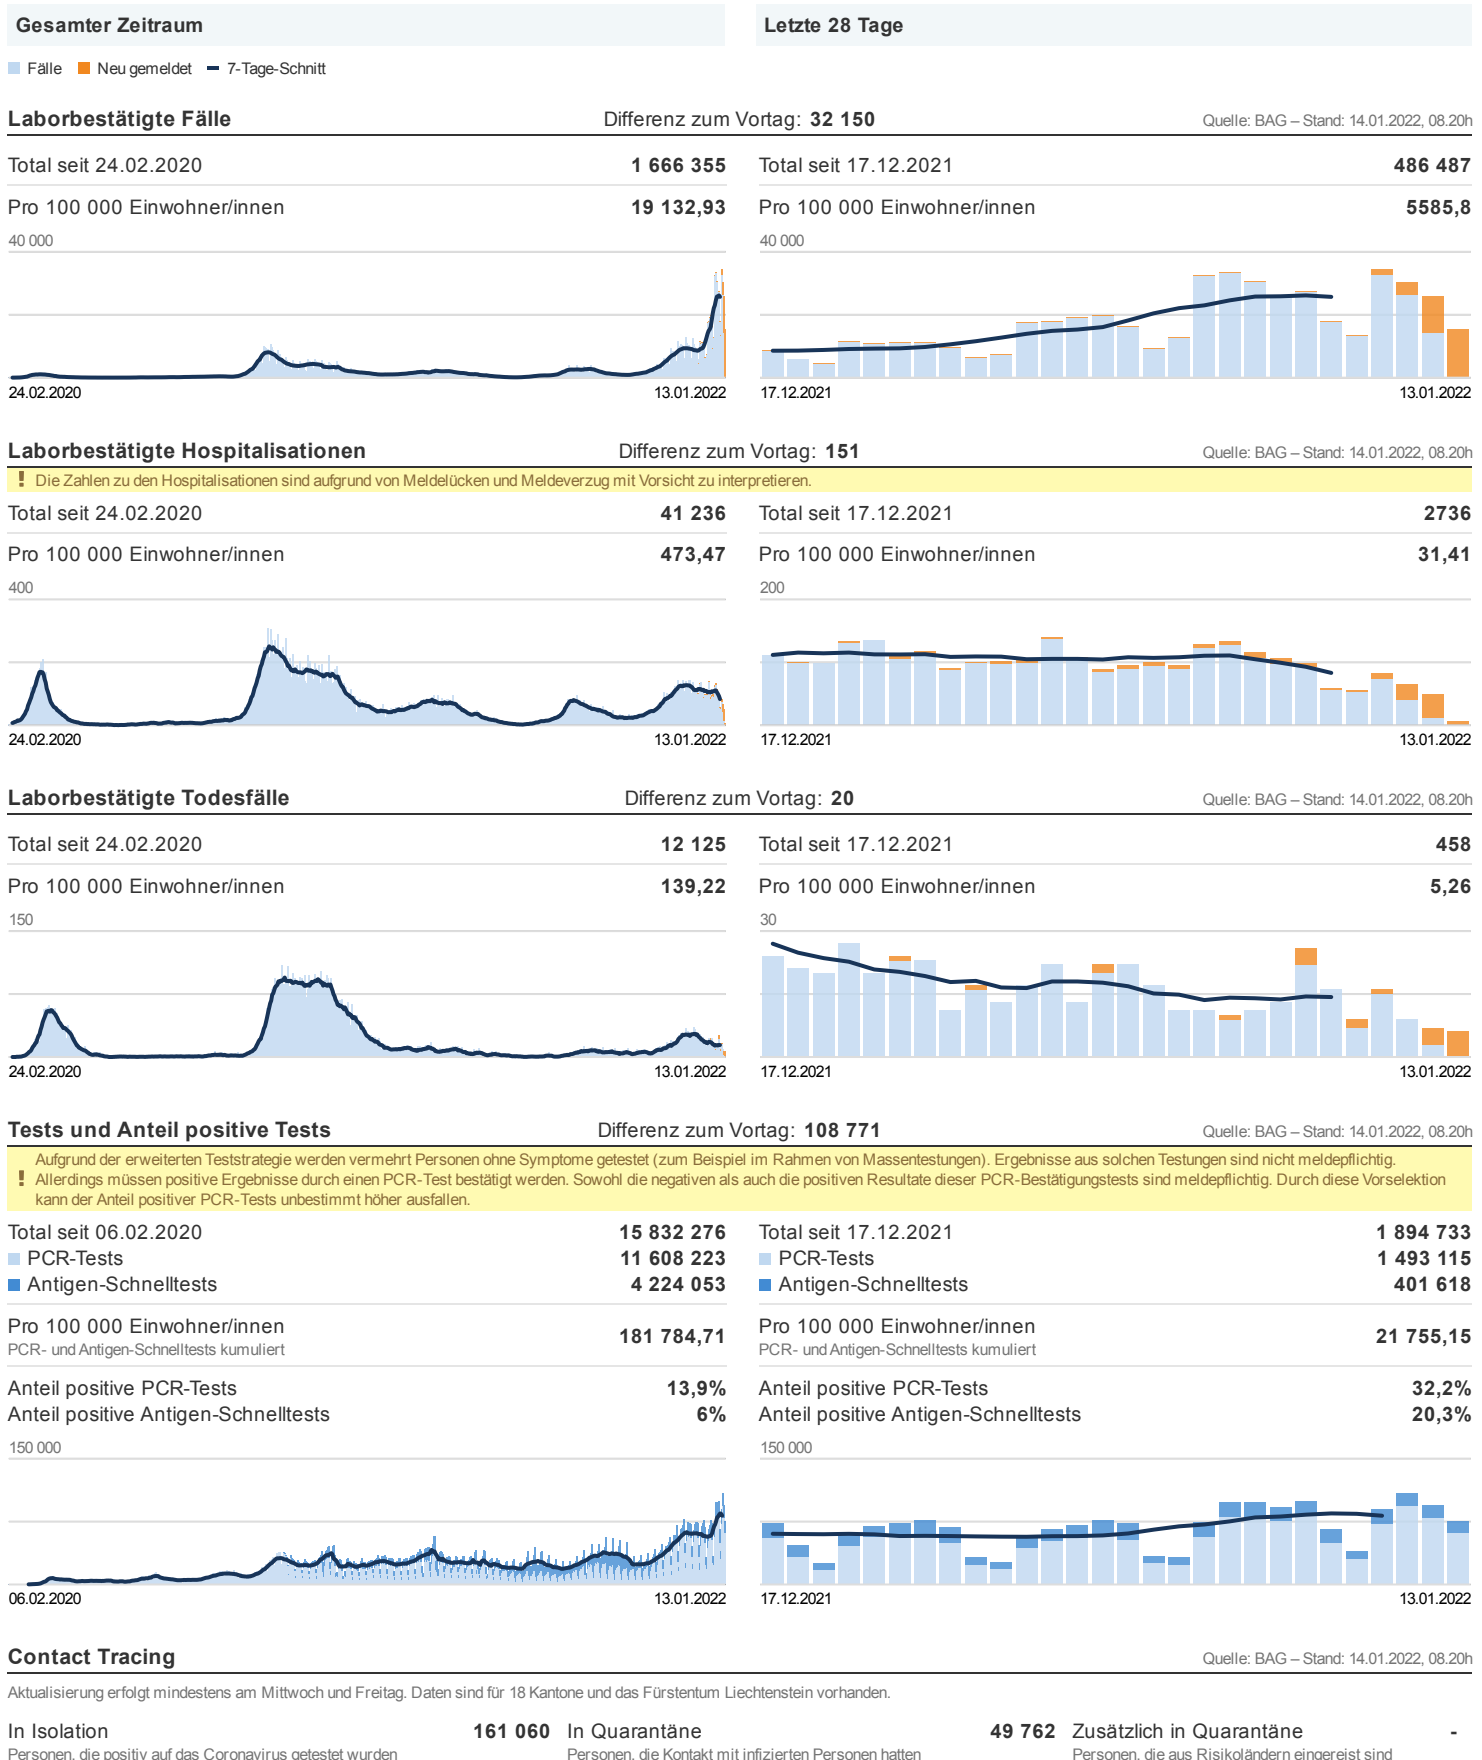 Gesamter Zeitraum
Letzte 28 Tage
Fälle Neu gemeldet 7-Tage-Schnitt
Laborbestätigte Fälle Differenz zum Vortag: 32 150 Quelle: BAG – Stand: 14.01.2022, 08.20h
Total seit 24.02.2020 1 666 355 Total seit 17.12.2021 486 487
Pro 100 000 Einwohner/innen 19 132,93 Pro 100 000 Einwohner/innen 5585,8
40 000 40 000
24.02.2020 13.01.2022 17.12.2021 13.01.2022
Laborbestätigte Hospitalisationen Differenz zum Vortag: 151 Quelle: BAG – Stand: 14.01.2022, 08.20h
! Die Zahlen zu den Hospitalisationen sind aufgrund von Meldelücken und Meldeverzug mit Vorsicht zu interpretieren.
Total seit 24.02.2020 41 236 Total seit 17.12.2021 2736
Pro 100 000 Einwohner/innen 473,47 Pro 100 000 Einwohner/innen 31,41
400 200
24.02.2020 13.01.2022 17.12.2021 13.01.2022
Laborbestätigte Todesfälle Differenz zum Vortag: 20 Quelle: BAG – Stand: 14.01.2022, 08.20h
Total seit 24.02.2020 12 125 Total seit 17.12.2021 458
Pro 100 000 Einwohner/innen 139,22 Pro 100 000 Einwohner/innen 5,26
150 30
24.02.2020 13.01.2022 17.12.2021 13.01.2022
Tests und Anteil positive Tests Differenz zum Vortag: 108 771 Quelle: BAG – Stand: 14.01.2022, 08.20h
Aufgrund der erweiterten Teststrategie werden vermehrt Personen ohne Symptome getestet (zum Beispiel im Rahmen von Massentestungen). Ergebnisse aus solchen Testungen sind nicht meldepflichtig.
! Allerdings müssen positive Ergebnisse durch einen PCR-Test bestätigt werden. Sowohl die negativen als auch die positiven Resultate dieser PCR-Bestätigungstests sind meldepflichtig. Durch diese Vorselektion
kann der Anteil positiver PCR-Tests unbestimmt höher ausfallen.
Total seit 06.02.2020 15 832 276 Total seit 17.12.2021 1 894 733
PCR-Tests 11 608 223 PCR-Tests 1 493 115
Antigen-Schnelltests 4 224 053 Antigen-Schnelltests 401 618
Pro 100 000 Einwohner/innen 181 784,71 Pro 100 000 Einwohner/innen 21 755,15
PCR- und Antigen-Schnelltests kumuliert PCR- und Antigen-Schnelltests kumuliert
Anteil positive PCR-Tests 13,9% Anteil positive PCR-Tests 32,2%
Anteil positive Antigen-Schnelltests 6% Anteil positive Antigen-Schnelltests 20,3%
150 000 150 000
06.02.2020 13.01.2022 17.12.2021 13.01.2022
Contact Tracing Quelle: BAG – Stand: 14.01.2022, 08.20h
Aktualisierung erfolgt mindestens am Mittwoch und Freitag. Daten sind für 18 Kantone und das Fürstentum Liechtenstein vorhanden.
In Isolation 161 060 In Quarantäne 49 762 Zusätzlich in Quarantäne -
Personen, die positiv auf das Coronavirus getestet wurden Personen, die Kontakt mit infizierten Personen hatten Personen, die aus Risikoländern eingereist sind